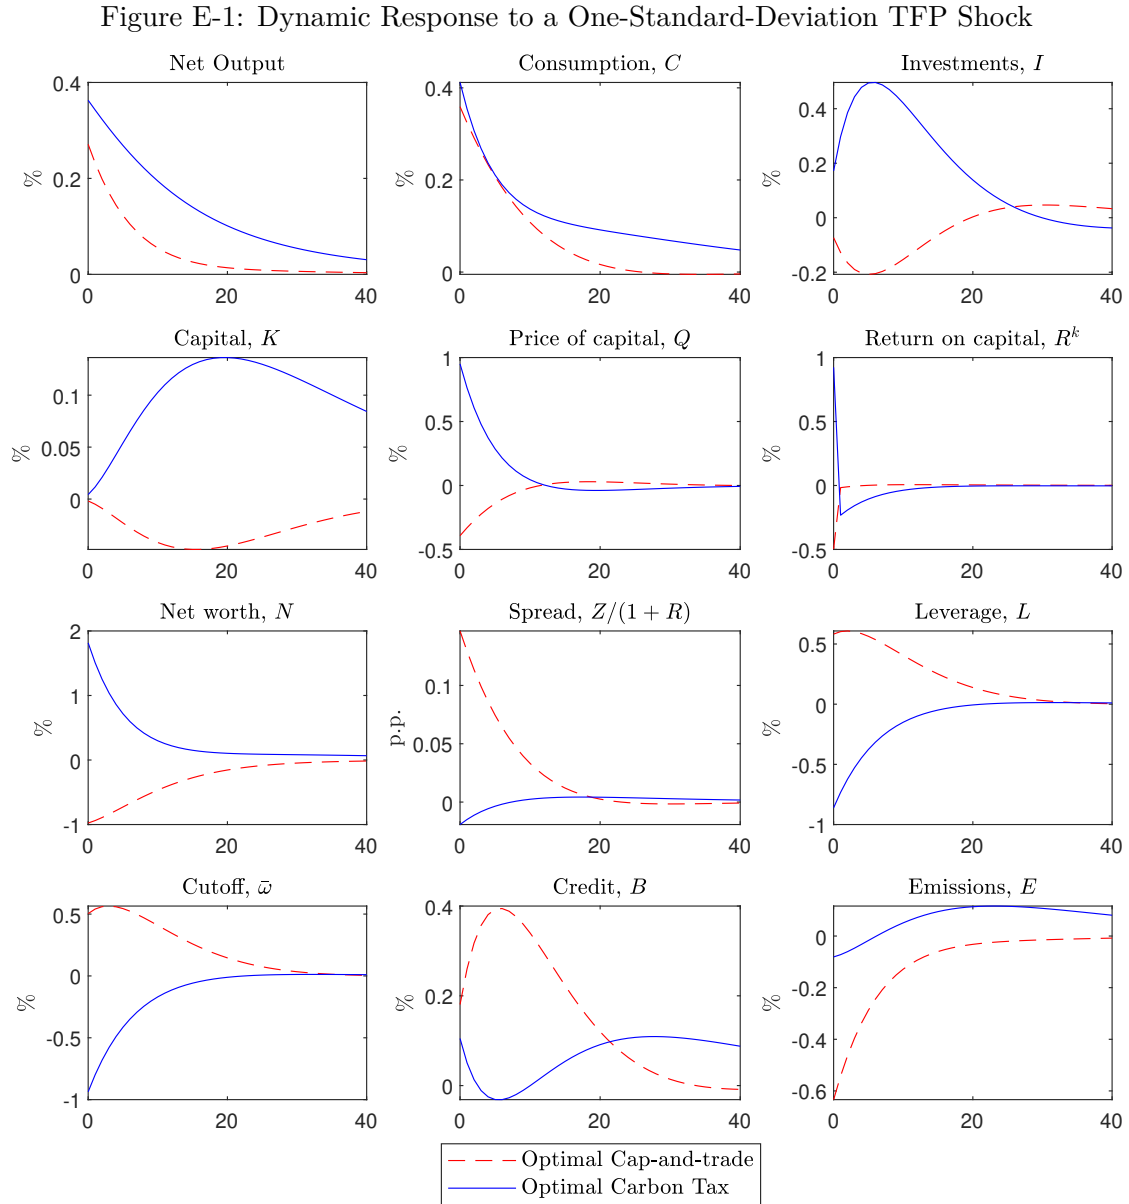 Figure E-1: Dynamic Response to a One-Standard-Deviation TFP Shock
Net Output
Consumption, C
Investments, I
0.4
0.2
0
%
0 20 40
0.4
0.2
0
%
0 20 40
0.4
0.2
0
-0.2
%
0 20 40
Capital, K
Price of capital, Q
Return on capital, R^k
0.1
0.05
0
%
0 20 40
1
0.5
0
-0.5
%
0 20 40
1
0.5
0
-0.5
%
0 20 40
Net worth, N
Spread, Z/(1 + R)
Leverage, L
2
1
0
-1
%
0 20 40
0.1
0.05
0
p.p.
0 20 40
0.5
0
-0.5
-1
%
0 20 40
Cutoff, ω̄
Credit, B
Emissions, E
0.5
0
-0.5
-1
%
0 20 40
0.4
0.2
0
%
0 20 40
0
-0.2
-0.4
-0.6
%
0 20 40
Optimal Cap-and-trade
Optimal Carbon Tax